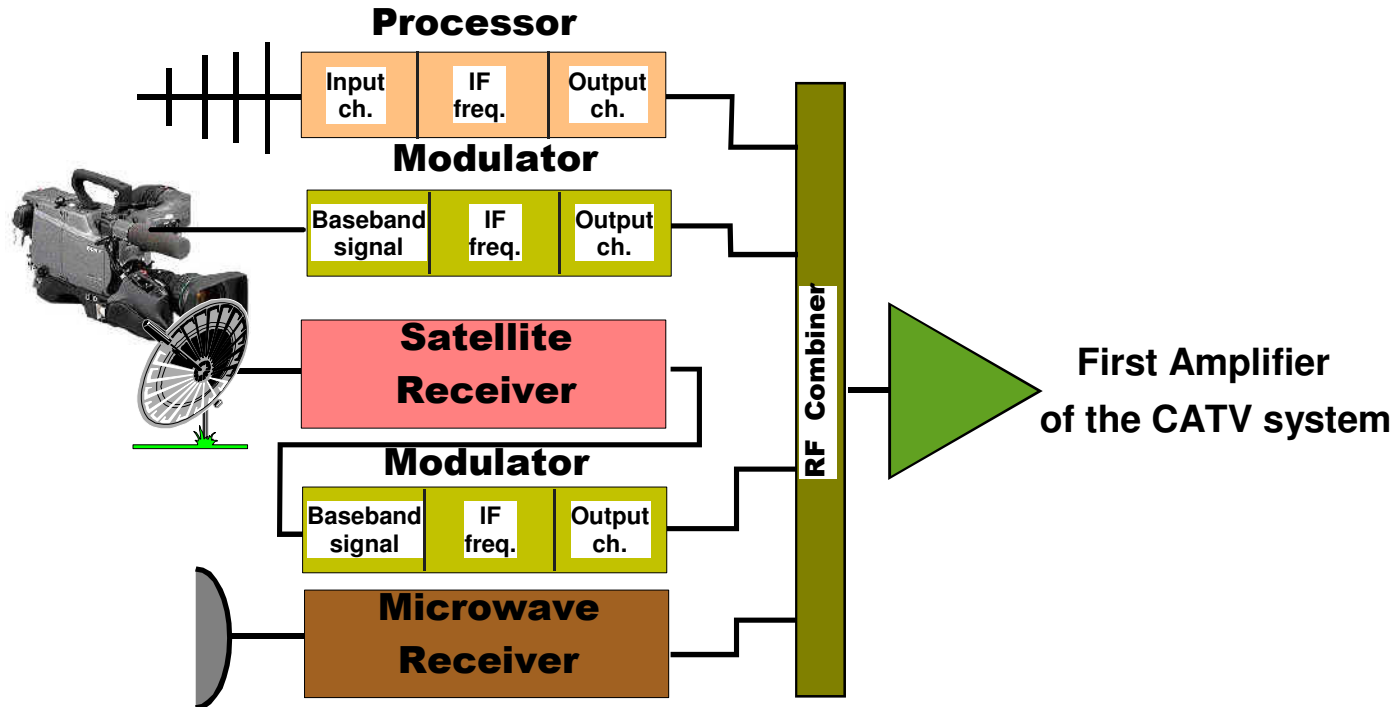 Processor
Input
ch.
IF
freq.
Output
ch.
Modulator
Baseband
signal
IF
freq.
Output
ch.
Satellite
Receiver
Modulator
Baseband
signal
IF
freq.
Output
ch.
Microwave
Receiver
RF Combiner
First Amplifier
of the CATV system